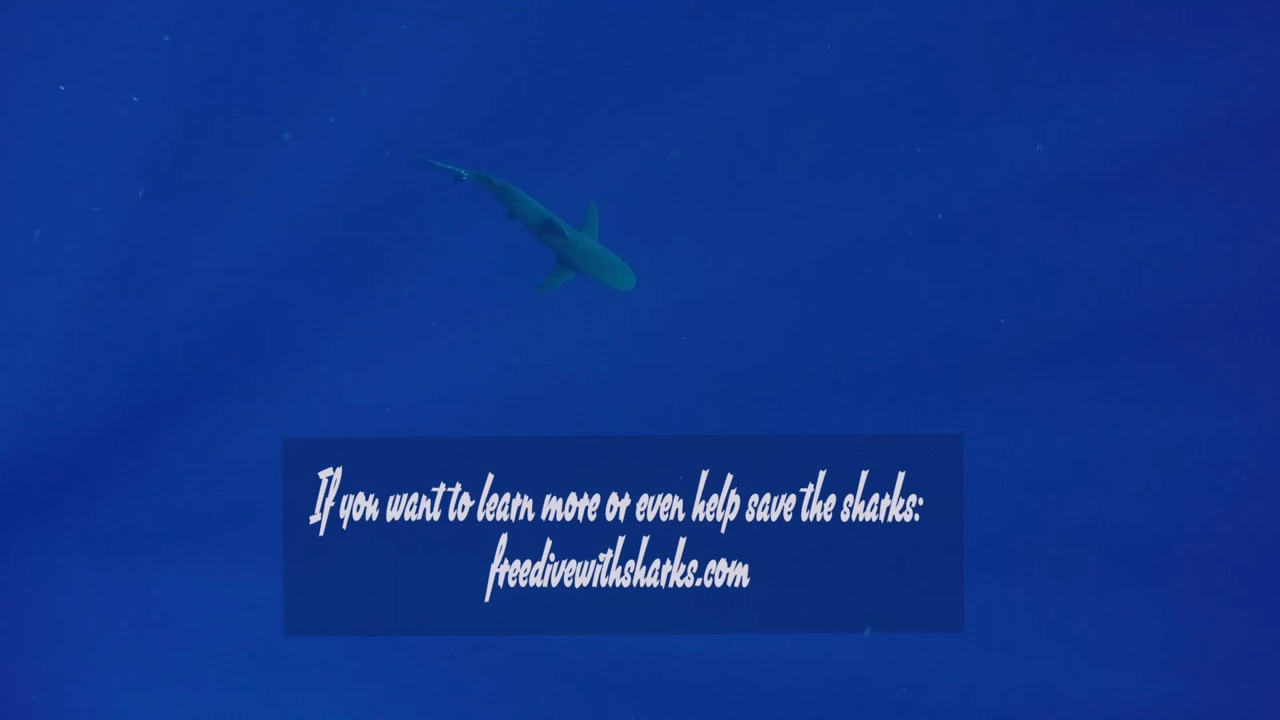 If you want to learn more or even help save the sharks:
freedivewithsharks.com